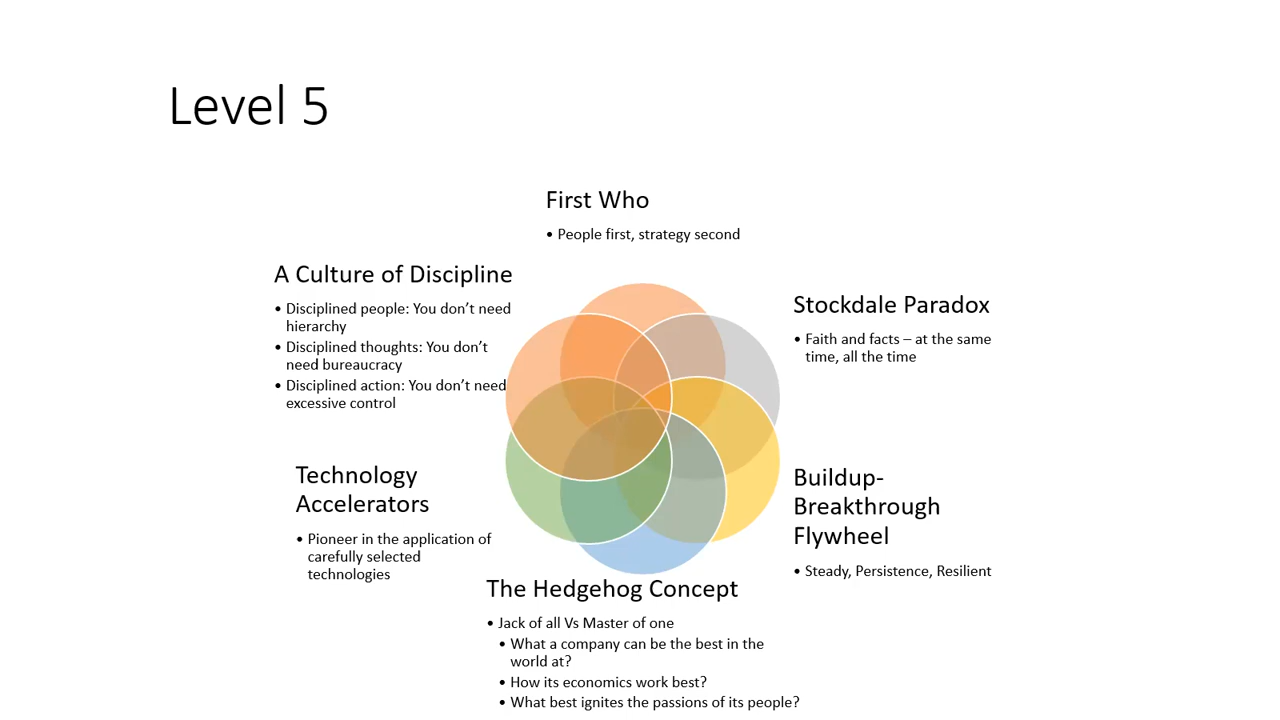 Level 5
First Who
• People first, strategy second
A Culture of Discipline
• Disciplined people: You don’t need
hierarchy
• Disciplined thoughts: You don’t
need bureaucracy
• Disciplined action: You don’t need
excessive control
Stockdale Paradox
• Faith and facts – at the same
time, all the time
Technology
Accelerators
• Pioneer in the application of
carefully selected
technologies
Buildup-
Breakthrough
Flywheel
• Steady, Persistence, Resilient
The Hedgehog Concept
• Jack of all Vs Master of one
• What a company can be the best in the
world at?
• How its economics work best?
• What best ignites the passions of its people?